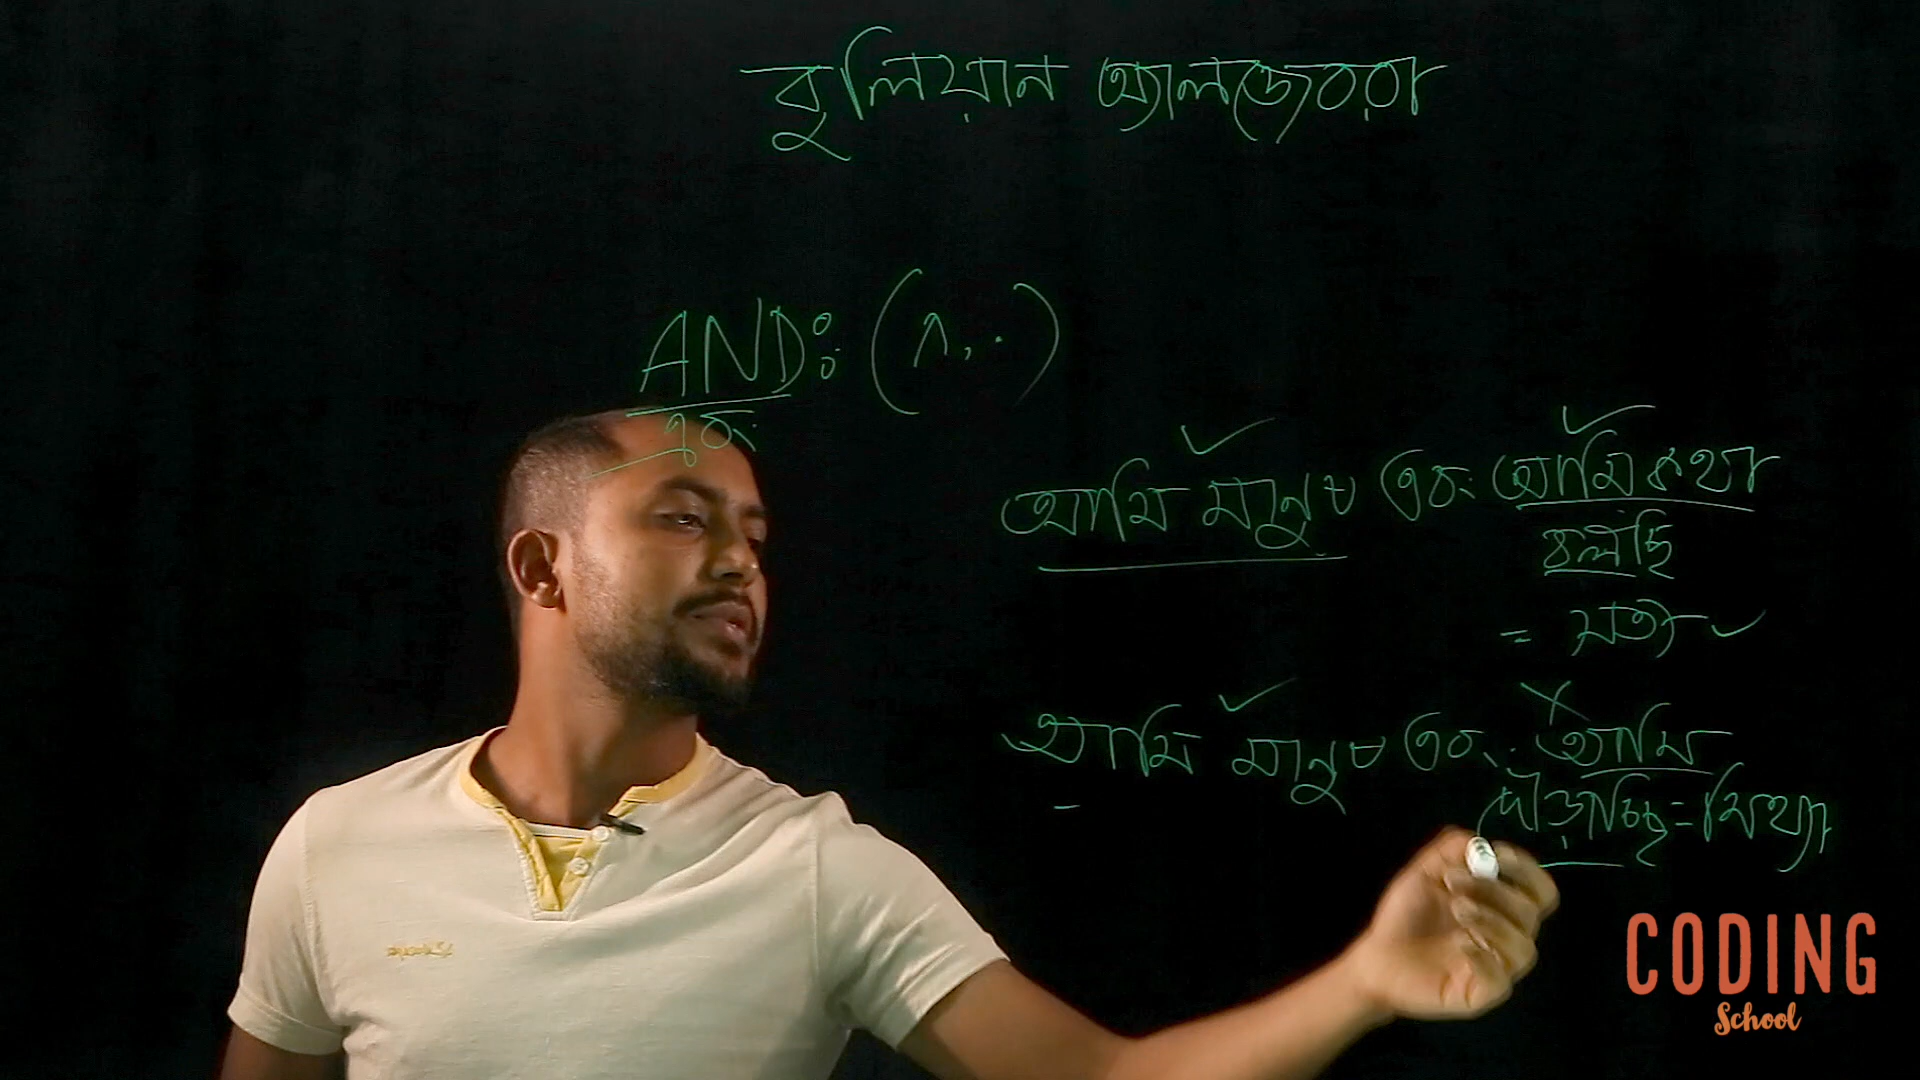 বুলিয়ান অ্যালজেবরা
AND: (∧, ·)
এবং
আমি মানুষ এবং আমি কথা
বলছি
= সত্য ✓
আমি মানুষ এবং আমি
দৌড়াচ্ছি = মিথ্যা
CODING
School